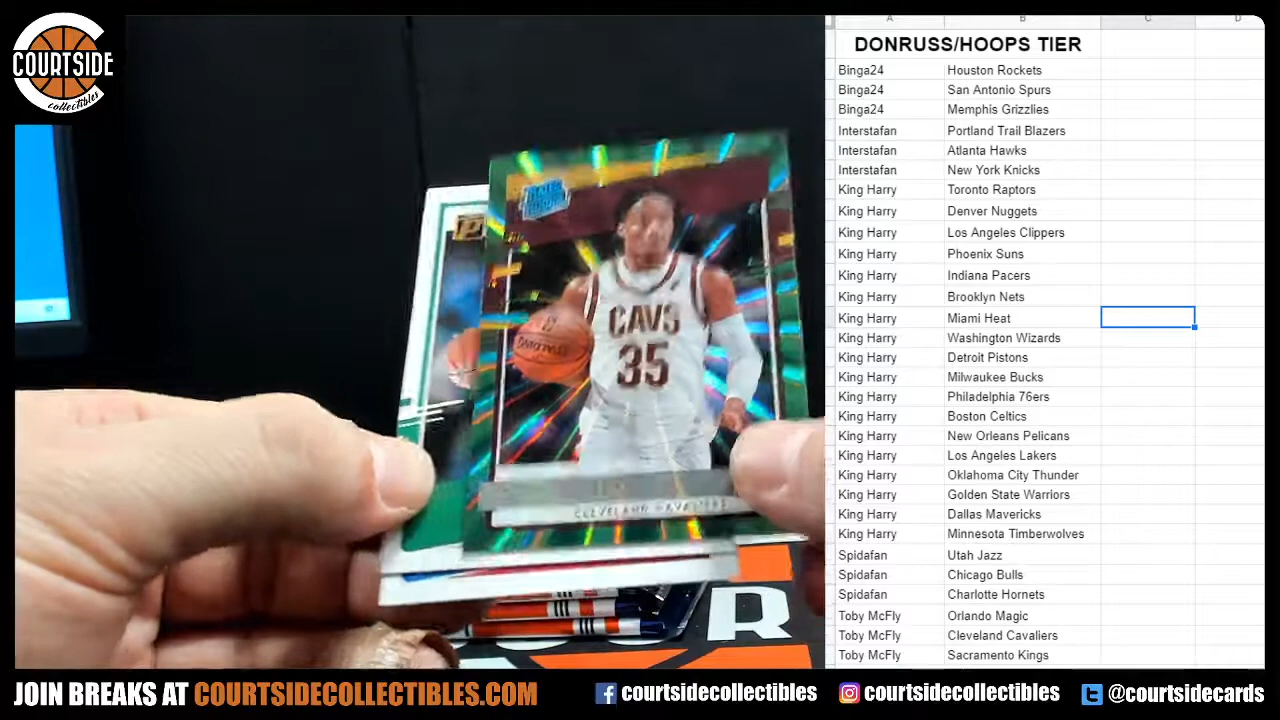 COURTSIDE
collectibles
RATED ROOKIE
CAVS
35
CLEVELAND CAVALIERS
R
A B C D
DONRUSS/HOOPS TIER
Binga24 Houston Rockets
Binga24 San Antonio Spurs
Binga24 Memphis Grizzlies
Interstafan Portland Trail Blazers
Interstafan Atlanta Hawks
Interstafan New York Knicks
King Harry Toronto Raptors
King Harry Denver Nuggets
King Harry Los Angeles Clippers
King Harry Phoenix Suns
King Harry Indiana Pacers
King Harry Brooklyn Nets
King Harry Miami Heat
King Harry Washington Wizards
King Harry Detroit Pistons
King Harry Milwaukee Bucks
King Harry Philadelphia 76ers
King Harry Boston Celtics
King Harry New Orleans Pelicans
King Harry Los Angeles Lakers
King Harry Oklahoma City Thunder
King Harry Golden State Warriors
King Harry Dallas Mavericks
King Harry Minnesota Timberwolves
Spidafan Utah Jazz
Spidafan Chicago Bulls
Spidafan Charlotte Hornets
Toby McFly Orlando Magic
Toby McFly Cleveland Cavaliers
Toby McFly Sacramento Kings
JOIN BREAKS AT COURTSIDECOLLECTIBLES.COM
courtsidecollectibles
courtsidecollectibles
@courtsidecards